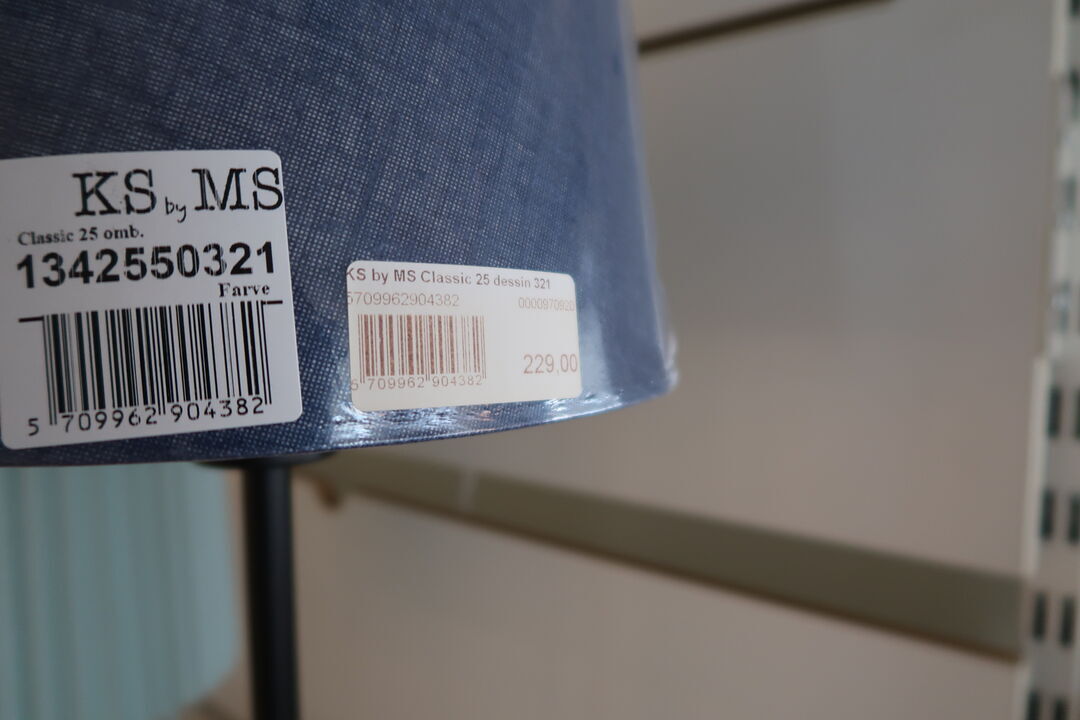 KS by MS
Classic 25 omb.
1342550321
Farve
5 709962 904382
KS by MS Classic 25 dessin 321
5709962904382
0000970920
229,00
5 709962 904382